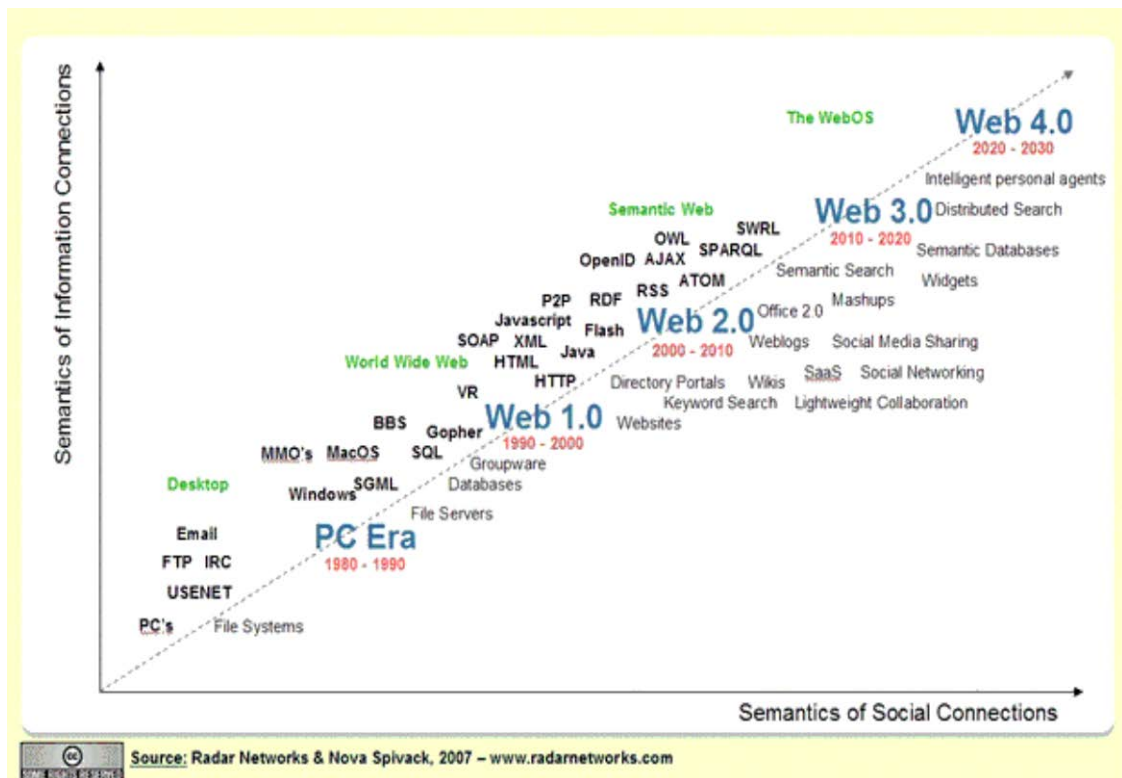 Semantics of Information Connections
The WebOS
Web 4.0
2020 - 2030
Intelligent personal agents
Semantic Web
Web 3.0
Distributed Search
2010 - 2020
SWRL
OWL
SPARQL
Semantic Databases
OpenID
AJAX
Semantic Search
Widgets
ATOM
RSS
P2P
RDF
Mashups
Office 2.0
Javascript
Flash
Web 2.0
SOAP
XML
2000 - 2010
Weblogs
Social Media Sharing
Java
World Wide Web
HTML
SaaS
Social Networking
HTTP
Directory Portals
Wikis
VR
Keyword Search
Lightweight Collaboration
BBS
Web 1.0
Websites
Gopher
1990 - 2000
MMO's
MacOS
SQL
Groupware
Desktop
SGML
Databases
Windows
File Servers
Email
PC Era
FTP
IRC
1980 - 1990
USENET
PC's
File Systems
Semantics of Social Connections
cc
SOME RIGHTS RESERVED
Source: Radar Networks & Nova Spivack, 2007 – www.radarnetworks.com